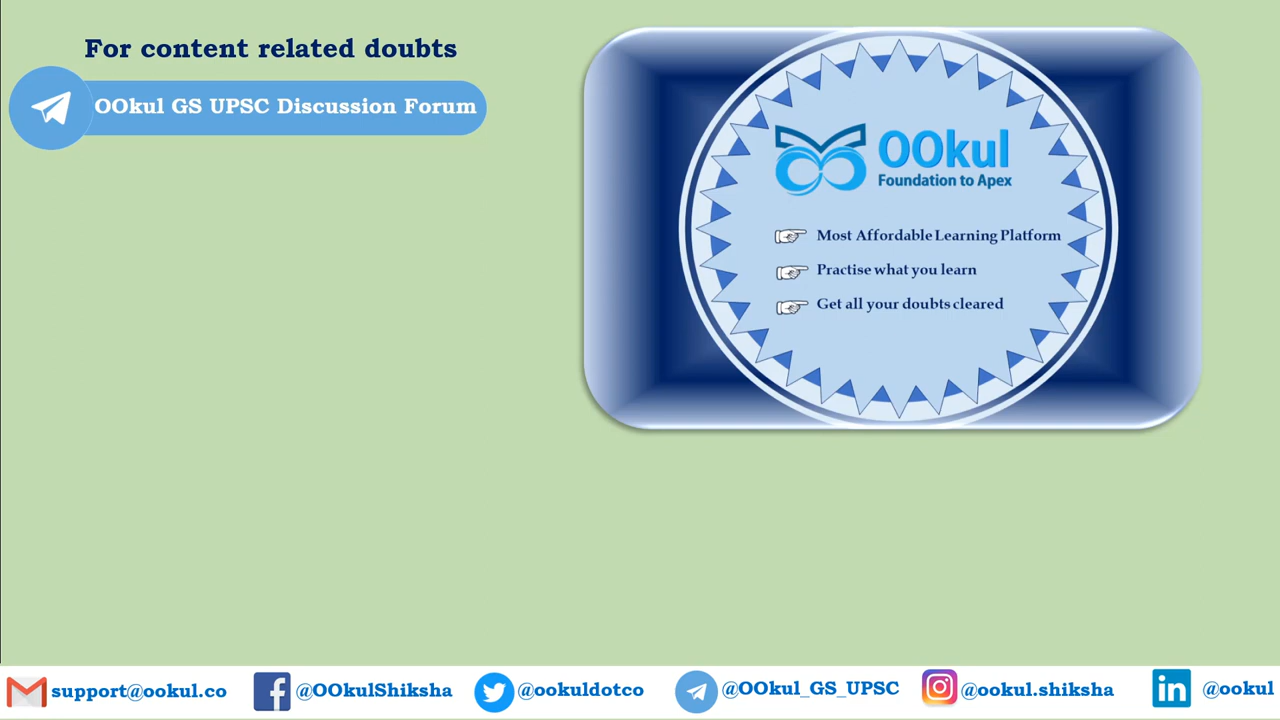 For content related doubts
OOkul GS UPSC Discussion Forum
OOkul
Foundation to Apex
Most Affordable Learning Platform
Practise what you learn
Get all your doubts cleared
support@ookul.co
@OOkulShiksha
@ookuldotco
@OOkul_GS_UPSC
@ookul.shiksha
@ookul